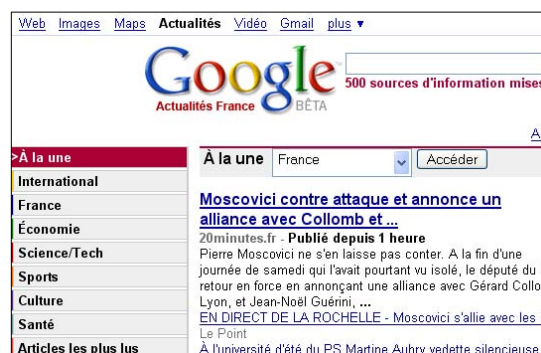 Web Images Maps Actualités Vidéo Gmail plus ▼
Google
Actualités France BÊTA
500 sources d'information mises
>À la une
International
France
Économie
Science/Tech
Sports
Culture
Santé
Articles les plus lus
À la une France Accéder
Moscovici contre attaque et annonce un
alliance avec Collomb et ...
20minutes.fr - Publié depuis 1 heure
Pierre Moscovici ne s'en laisse pas conter. A la fin d'une
journée de samedi qui l'avait pourtant vu isolé, le député du
retour en force en annonçant une alliance avec Gérard Collo
Lyon, et Jean-Noël Guérini, ...
EN DIRECT DE LA ROCHELLE - Moscovici s'allie avec les
Le Point
À l'université d'été du PS Martine Aubry vedette silencieuse